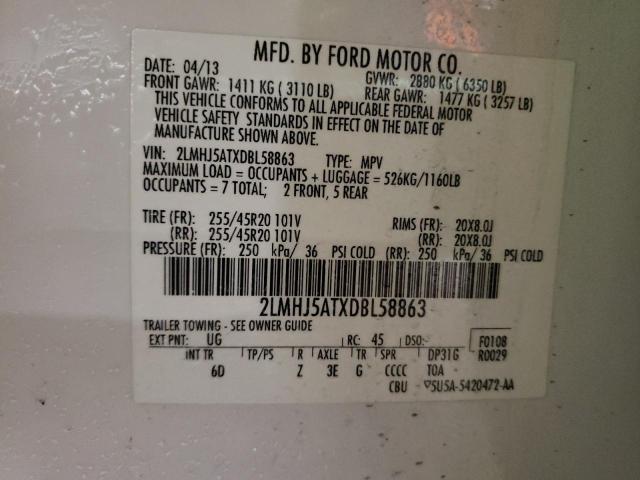 MFD. BY FORD MOTOR CO.
DATE: 04/13 GVWR: 2880 KG ( 6350 LB)
FRONT GAWR: 1411 KG ( 3110 LB) REAR GAWR: 1477 KG ( 3257 LB)
THIS VEHICLE CONFORMS TO ALL APPLICABLE FEDERAL MOTOR
VEHICLE SAFETY STANDARDS IN EFFECT ON THE DATE OF
MANUFACTURE SHOWN ABOVE.
VIN: 2LMHJ5ATXDBL58863 TYPE: MPV
MAXIMUM LOAD = OCCUPANTS + LUGGAGE = 526KG/1160LB
OCCUPANTS = 7 TOTAL; 2 FRONT, 5 REAR
TIRE (FR): 255/45R20 101V RIMS (FR): 20X8.0J
(RR): 255/45R20 101V (RR): 20X8.0J
PRESSURE (FR): 250 kPa/ 36 PSI COLD (RR): 250 kPa/ 36 PSI COLD
2LMHJ5ATXDBL58863
TRAILER TOWING - SEE OWNER GUIDE
EXT PNT: UG RC: 45 DSO: F0108
INT TR TP/PS R AXLE TR SPR DP31G R0029
6D Z 3E G CCCC TOA
CBU 5U5A-5420472-AA